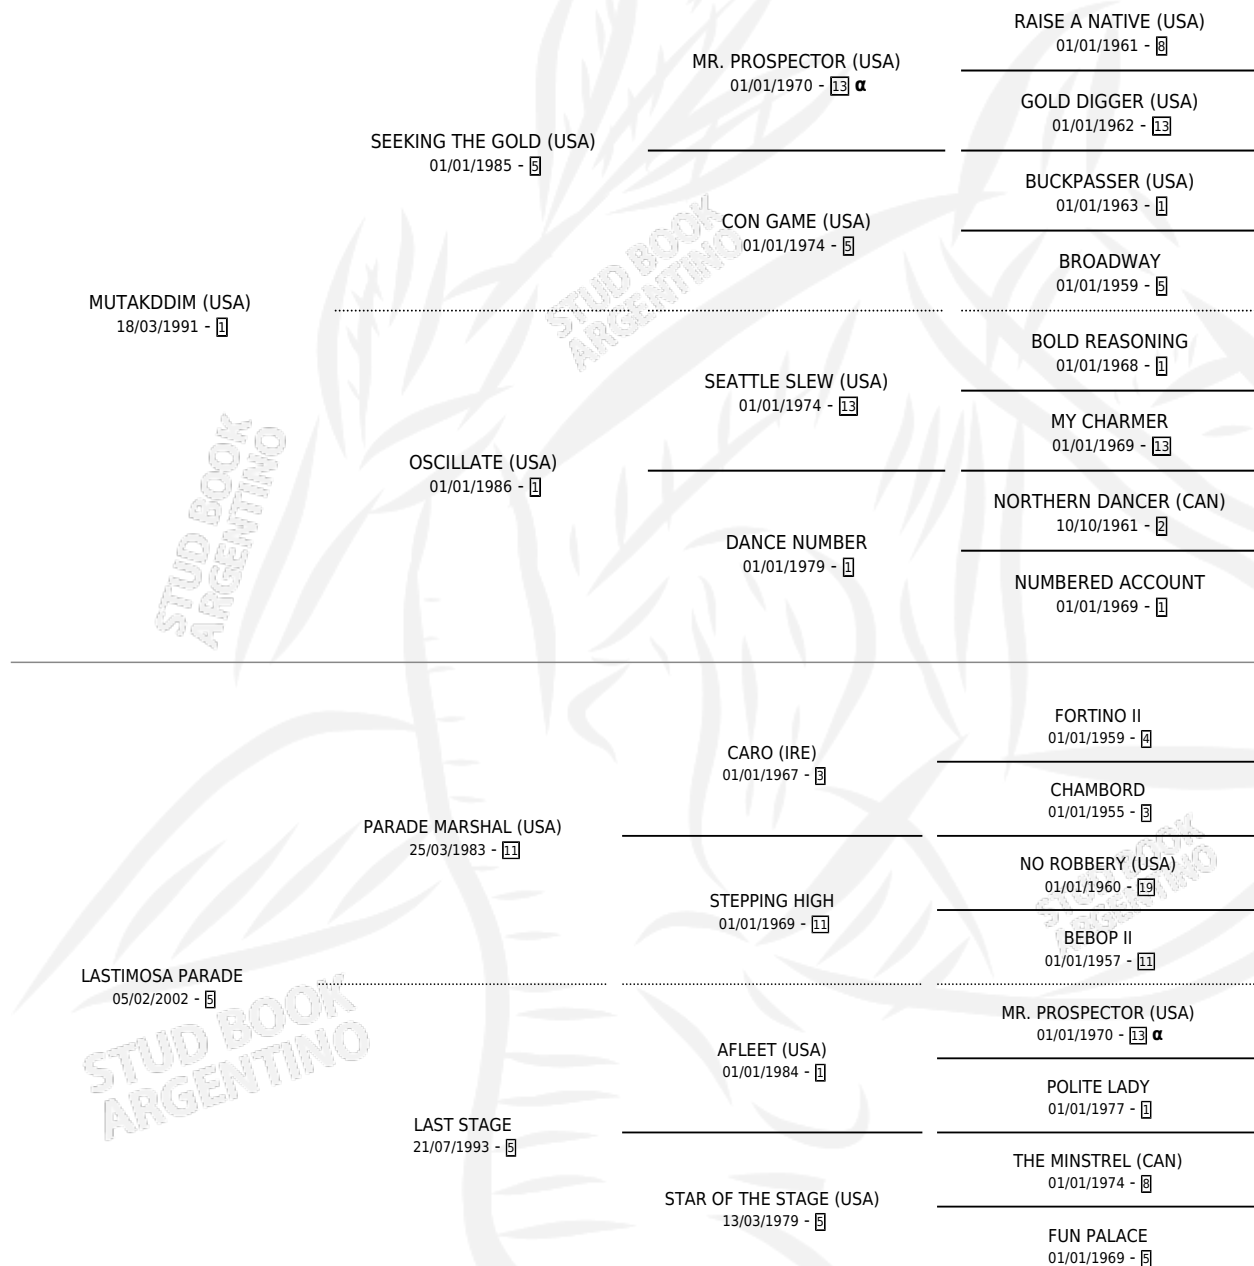 RAISE A NATIVE (USA)
01/01/1961 - 8
MR. PROSPECTOR (USA)
01/01/1970 - 13 α
GOLD DIGGER (USA)
01/01/1962 - 13
SEEKING THE GOLD (USA)
01/01/1985 - 5
BUCKPASSER (USA)
01/01/1963 - 1
CON GAME (USA)
01/01/1974 - 5
BROADWAY
01/01/1959 - 5
MUTAKDDIM (USA)
18/03/1991 - 1
BOLD REASONING
01/01/1968 - 1
SEATTLE SLEW (USA)
01/01/1974 - 13
MY CHARMER
01/01/1969 - 13
OSCILLATE (USA)
01/01/1986 - 1
NORTHERN DANCER (CAN)
10/10/1961 - 2
DANCE NUMBER
01/01/1979 - 1
NUMBERED ACCOUNT
01/01/1969 - 1
FORTINO II
01/01/1959 - 4
CARO (IRE)
01/01/1967 - 3
CHAMBORD
01/01/1955 - 3
PARADE MARSHAL (USA)
25/03/1983 - 11
NO ROBBERY (USA)
01/01/1960 - 19
STEPPING HIGH
01/01/1969 - 11
BEBOP II
01/01/1957 - 11
LASTIMOSA PARADE
05/02/2002 - 5
MR. PROSPECTOR (USA)
01/01/1970 - 13 α
AFLEET (USA)
01/01/1984 - 1
POLITE LADY
01/01/1977 - 1
LAST STAGE
21/07/1993 - 5
THE MINSTREL (CAN)
01/01/1974 - 8
STAR OF THE STAGE (USA)
13/03/1979 - 5
FUN PALACE
01/01/1969 - 5
STUD BOOK
ARGENTINO
STUD BOOK
ARGENTINO
STUD BOOK
ARGENTINO
STUD BOOK
ARGENTINO